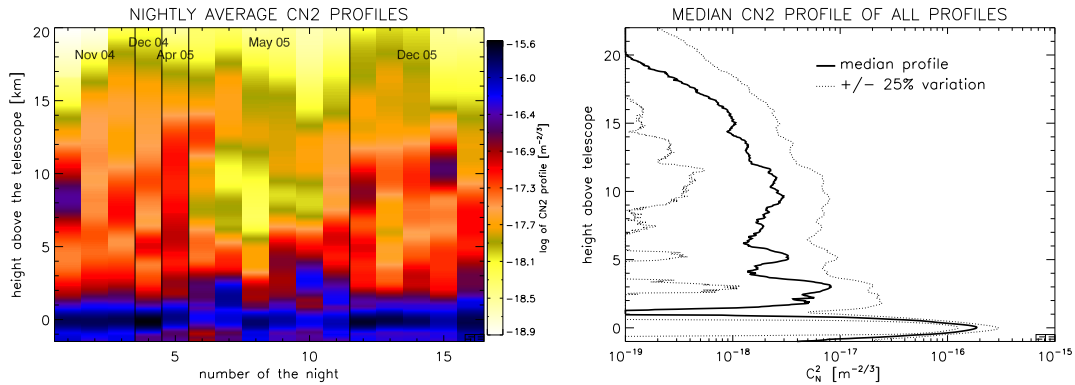 NIGHTLY AVERAGE CN2 PROFILES
20
15
10
5
0
height above the telescope [km]
Nov 04
Dec 04
Apr 05
May 05
Dec 05
5
10
15
number of the night
−15.6
−16.0
−16.4
−16.9
−17.3
−17.7
−18.1
−18.5
−18.9
log of CN2 profile [m−2/3]
MEDIAN CN2 PROFILE OF ALL PROFILES
20
15
10
5
0
height above the telescope
median profile
+/− 25% variation
10−19
10−18
10−17
10−16
10−15
C2N [m−2/3]